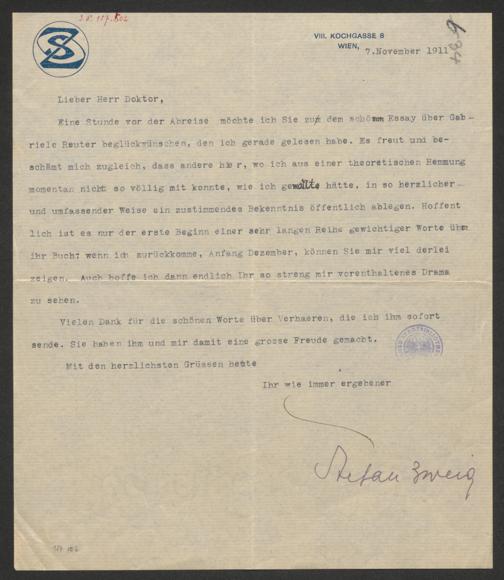 I.N. 117.802
634
SZ
VIII. KOCHGASSE 8
WIEN,
7.November 1911
Lieber Herr Doktor,
Eine Stunde vor der Abreise möchte ich Sie zu dem schönen Essay über Gab-
riele Reuter beglückwünschen, den ich gerade gelesen habe. Es freut und be-
schämt mich zugleich, dass andere hier, wo ich aus einer theoretischen Hemmung
momentan nicht so völlig mit konnte, wie ich gewollt hätte, in so herzlicher
und umfassender Weise ein zustimmendes Bekenntnis öffentlich ablegen. Hoffent
lich ist es nur der erste Beginn einer sehr langen Reihe gewichtiger Worte über
ihr Buch; wenn ich zurückkomme, Anfang Dezember, können Sie mir viel derlei
zeigen. Auch hoffe ich dann endlich Ihr so streng mir vorenthaltenes Drama
zu sehen.
Vielen Dank für die schönen Worte über Verhaeren, die ich ihm sofort
sende. Sie haben ihm und mir damit eine grosse Freude gemacht.
Mit den herzlichsten Grüssen heute
Ihr wie immer ergebener
Stefan Zweig